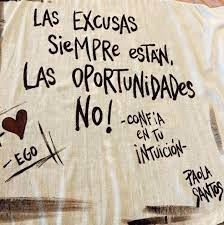 LAS EXCUSAS
SiEMPRE ESTÁN,
LAS OPORTUNIDADES
NO!
-CONFÍA
EN TU
iNTUiCiÓN-
- EGO
PAOLA
SANTOS